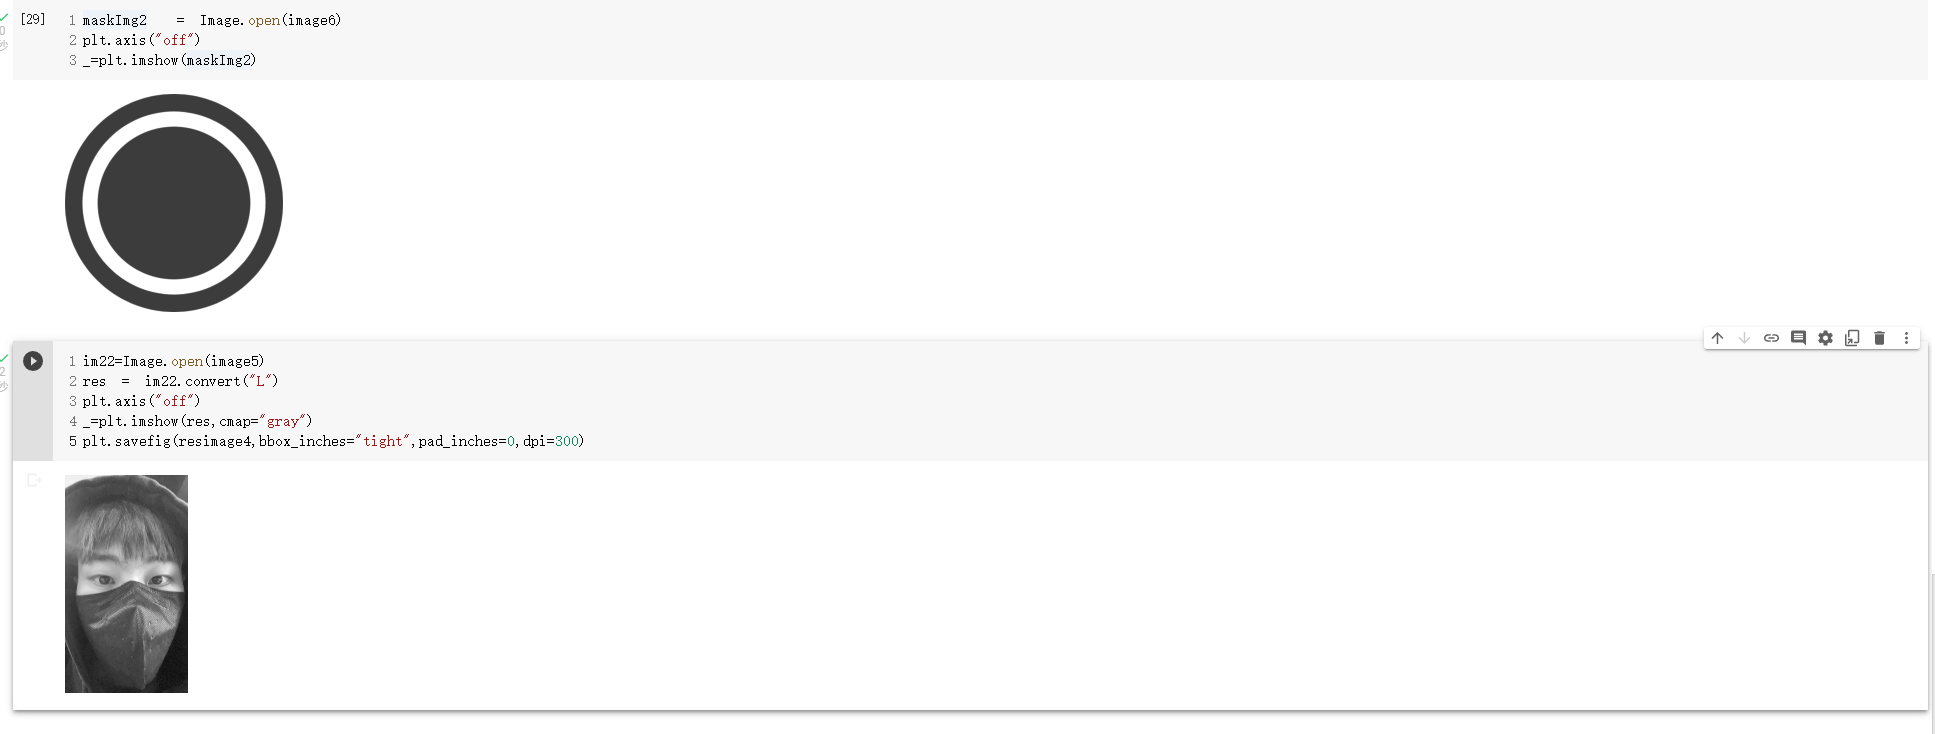 [29]
1 maskImg2 = Image.open(image6)
2 plt.axis("off")
3 _=plt.imshow(maskImg2)
1 im22=Image.open(image5)
2 res = im22.convert("L")
3 plt.axis("off")
4 _=plt.imshow(res,cmap="gray")
5 plt.savefig(resimage4,bbox_inches="tight",pad_inches=0,dpi=300)